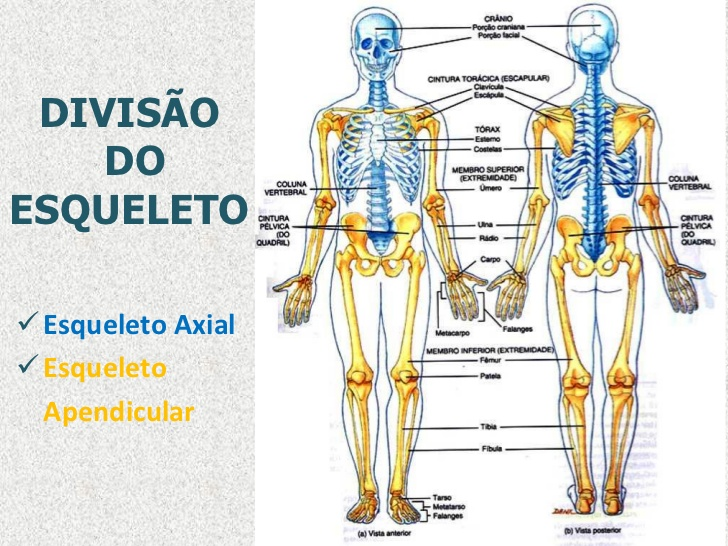 DIVISÃO
DO
ESQUELETO
✓ Esqueleto Axial
✓ Esqueleto
Apendicular
CRÂNIO
Porção craniana
Porção facial
CINTURA TORÁCICA (ESCAPULAR)
Clavícula
Escápula
TÓRAX
Esterno
Costelas
MEMBRO SUPERIOR
(EXTREMIDADE)
Úmero
COLUNA
VERTEBRAL
COLUNA
VERTEBRAL
CINTURA
PÉLVICA
(DO
QUADRIL)
Ulna
Rádio
CINTURA
PÉLVICA
(DO
QUADRIL)
Carpo
Falanges
Metacarpo
MEMBRO INFERIOR (EXTREMIDADE)
Fêmur
Patela
Tíbia
Fíbula
Tarso
Metatarso
Falanges
(a) Vista anterior
(b) Vista posterior